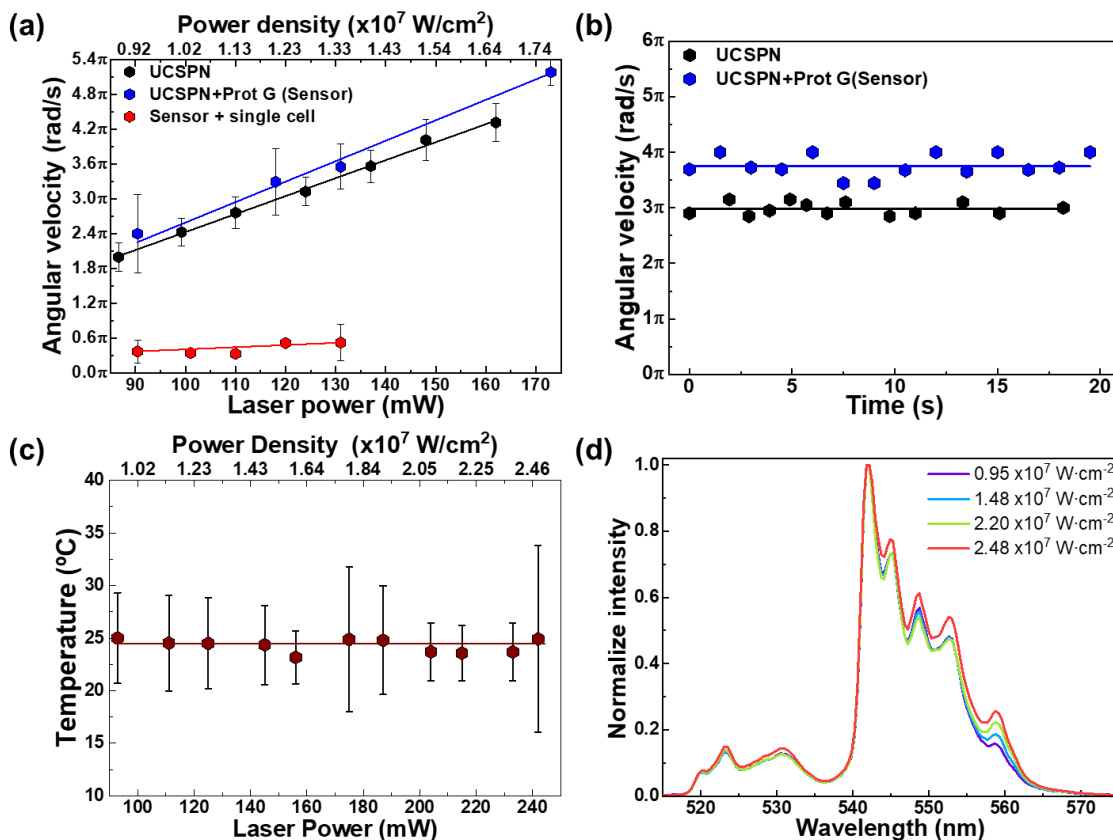 (a)
Power density (x10⁷ W/cm²)
0.92 1.02 1.13 1.23 1.33 1.43 1.54 1.64 1.74
5.4π
4.8π
4.2π
3.6π
3.0π
2.4π
1.8π
1.2π
0.6π
0.0π
Angular velocity (rad/s)
UCSPN
UCSPN+Prot G (Sensor)
Sensor + single cell
90 100 110 120 130 140 150 160 170
Laser power (mW)
(b)
6π
5π
4π
3π
2π
1π
0π
Angular velocity (rad/s)
UCSPN
UCSPN+Prot G(Sensor)
0 5 10 15 20
Time (s)
(c)
Power Density (x10⁷ W/cm²)
1.02 1.23 1.43 1.64 1.84 2.05 2.25 2.46
40
35
30
25
20
15
10
Temperature (ºC)
100 120 140 160 180 200 220 240
Laser Power (mW)
(d)
1.0
0.8
0.6
0.4
0.2
0.0
Normalize intensity
0.95 x10⁷ W·cm⁻²
1.48 x10⁷ W·cm⁻²
2.20 x10⁷ W·cm⁻²
2.48 x10⁷ W·cm⁻²
520 530 540 550 560 570
Wavelength (nm)